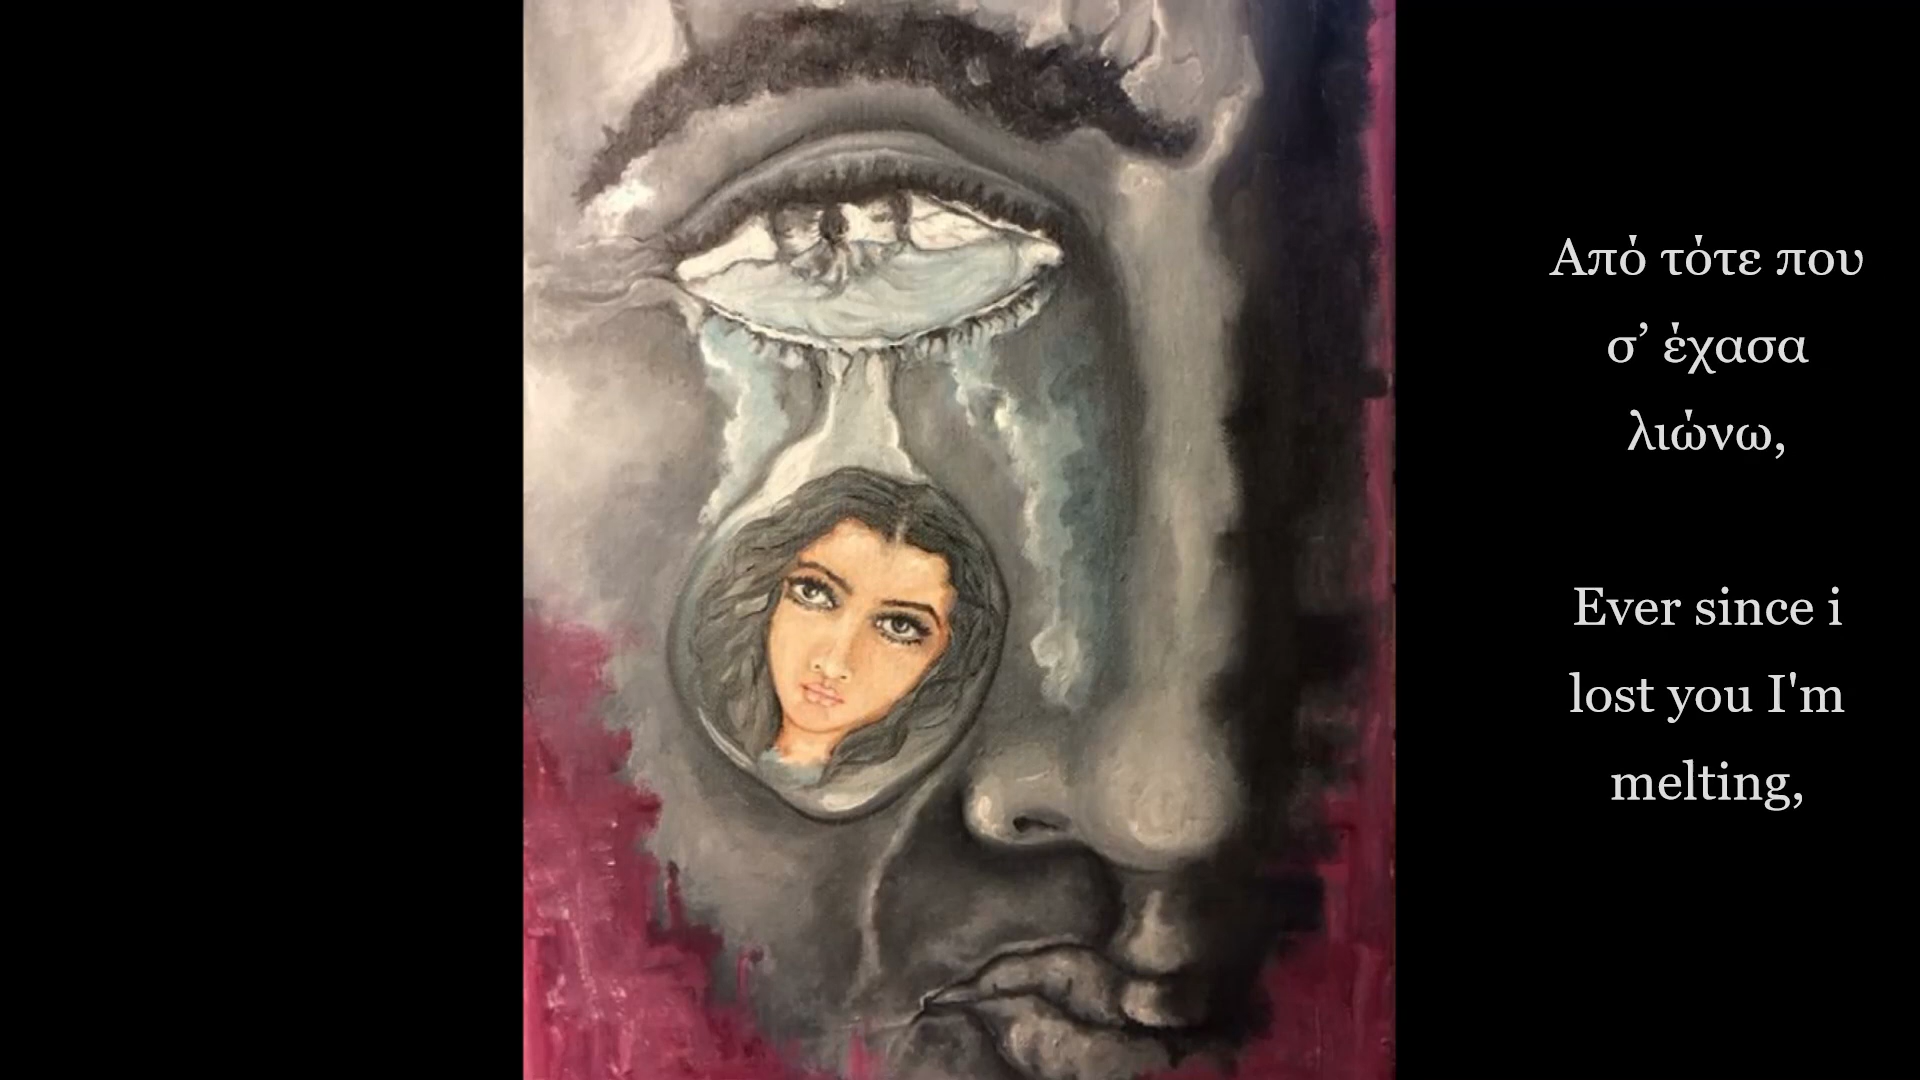 Από τότε που
σ’ έχασα
λιώνω,
Ever since i
lost you I'm
melting,